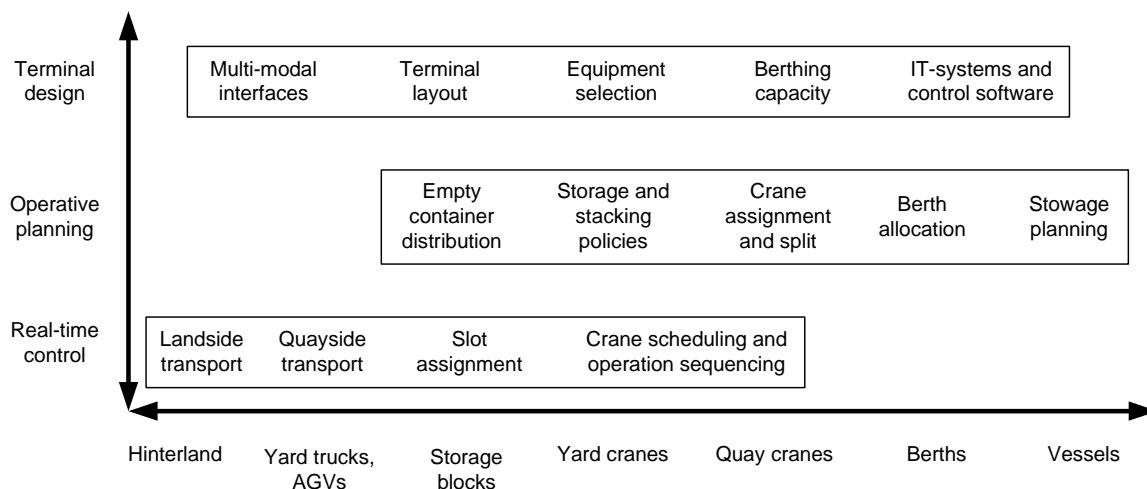 Terminal
design
Multi-modal
interfaces
Terminal
layout
Equipment
selection
Berthing
capacity
IT-systems and
control software
Operative
planning
Empty
container
distribution
Storage and
stacking
policies
Crane
assignment
and split
Berth
allocation
Stowage
planning
Real-time
control
Landside
transport
Quayside
transport
Slot
assignment
Crane scheduling and
operation sequencing
Hinterland
Yard trucks,
AGVs
Storage
blocks
Yard cranes
Quay cranes
Berths
Vessels